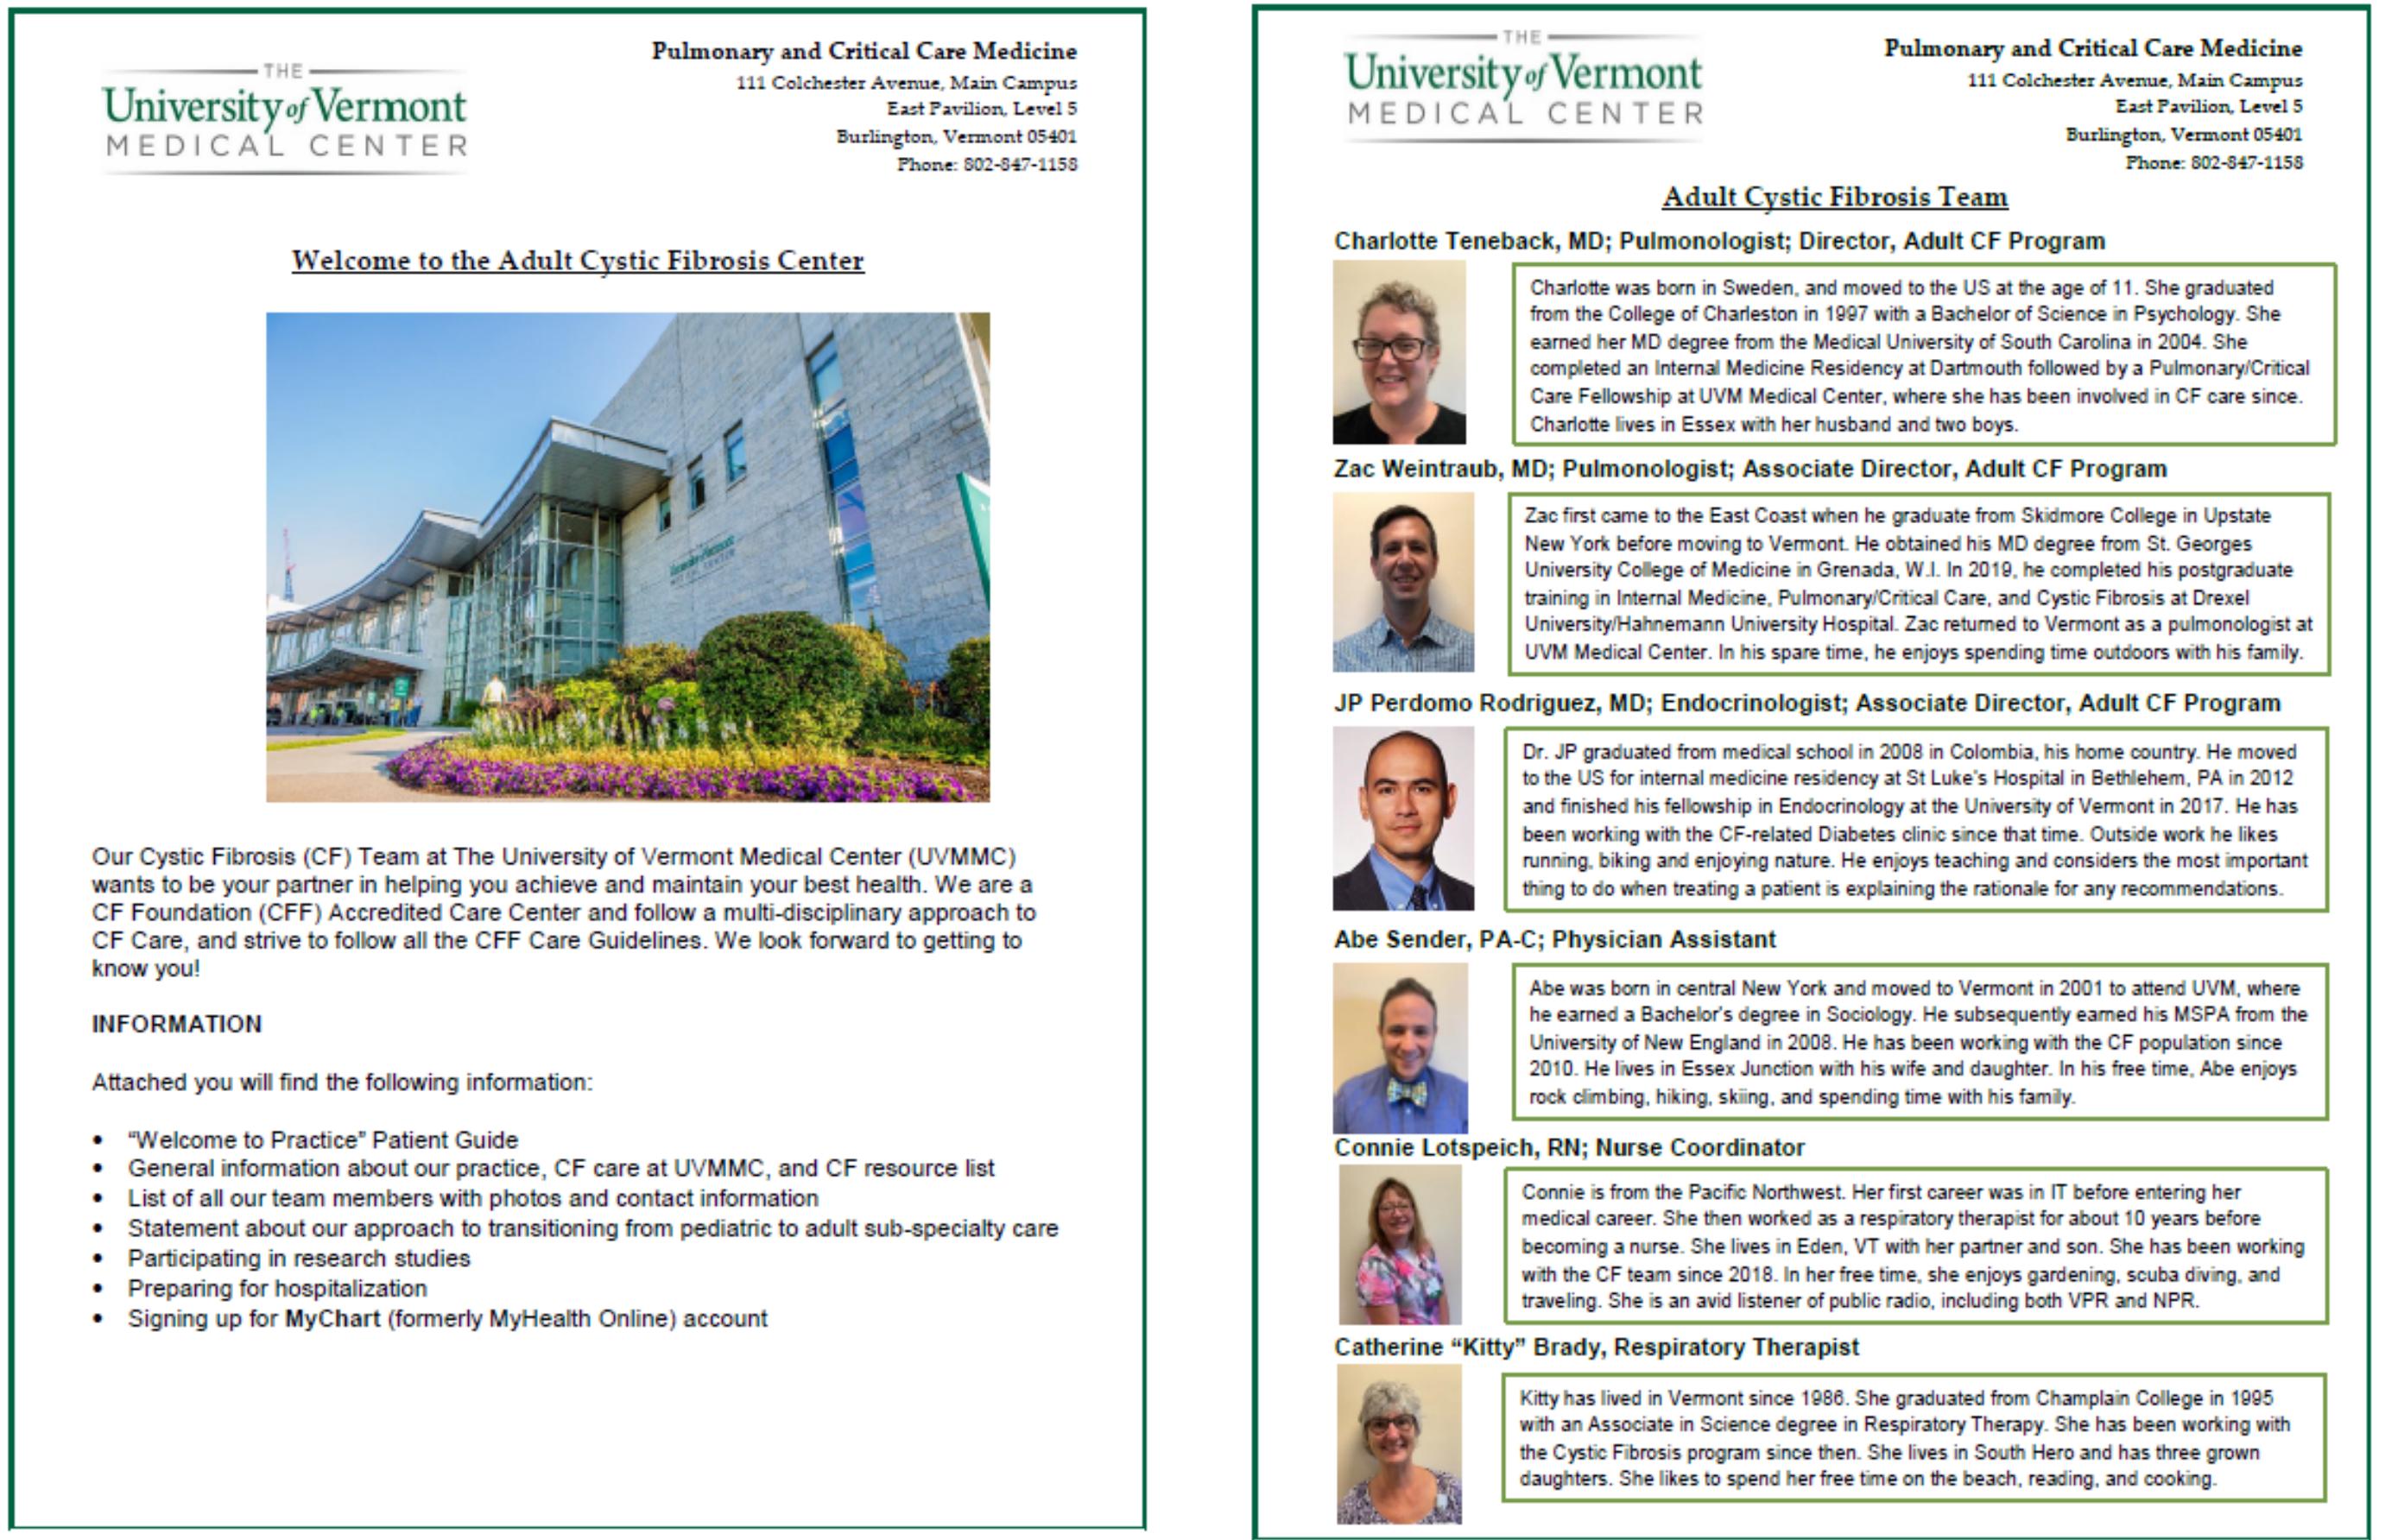 THE
University of Vermont
MEDICAL CENTER
Pulmonary and Critical Care Medicine
111 Colchester Avenue, Main Campus
East Pavilion, Level 5
Burlington, Vermont 05401
Phone: 802-847-1158
Welcome to the Adult Cystic Fibrosis Center
University of Vermont
MEDICAL CENTER
Our Cystic Fibrosis (CF) Team at The University of Vermont Medical Center (UVMMC)
wants to be your partner in helping you achieve and maintain your best health. We are a
CF Foundation (CFF) Accredited Care Center and follow a multi-disciplinary approach to
CF Care, and strive to follow all the CFF Care Guidelines. We look forward to getting to
know you!
INFORMATION
Attached you will find the following information:
• “Welcome to Practice” Patient Guide
• General information about our practice, CF care at UVMMC, and CF resource list
• List of all our team members with photos and contact information
• Statement about our approach to transitioning from pediatric to adult sub-specialty care
• Participating in research studies
• Preparing for hospitalization
• Signing up for MyChart (formerly MyHealth Online) account
THE
University of Vermont
MEDICAL CENTER
Pulmonary and Critical Care Medicine
111 Colchester Avenue, Main Campus
East Pavilion, Level 5
Burlington, Vermont 05401
Phone: 802-847-1158
Adult Cystic Fibrosis Team
Charlotte Teneback, MD; Pulmonologist; Director, Adult CF Program
Charlotte was born in Sweden, and moved to the US at the age of 11. She graduated
from the College of Charleston in 1997 with a Bachelor of Science in Psychology. She
earned her MD degree from the Medical University of South Carolina in 2004. She
completed an Internal Medicine Residency at Dartmouth followed by a Pulmonary/Critical
Care Fellowship at UVM Medical Center, where she has been involved in CF care since.
Charlotte lives in Essex with her husband and two boys.
Zac Weintraub, MD; Pulmonologist; Associate Director, Adult CF Program
Zac first came to the East Coast when he graduate from Skidmore College in Upstate
New York before moving to Vermont. He obtained his MD degree from St. Georges
University College of Medicine in Grenada, W.I. In 2019, he completed his postgraduate
training in Internal Medicine, Pulmonary/Critical Care, and Cystic Fibrosis at Drexel
University/Hahnemann University Hospital. Zac returned to Vermont as a pulmonologist at
UVM Medical Center. In his spare time, he enjoys spending time outdoors with his family.
JP Perdomo Rodriguez, MD; Endocrinologist; Associate Director, Adult CF Program
Dr. JP graduated from medical school in 2008 in Colombia, his home country. He moved
to the US for internal medicine residency at St Luke's Hospital in Bethlehem, PA in 2012
and finished his fellowship in Endocrinology at the University of Vermont in 2017. He has
been working with the CF-related Diabetes clinic since that time. Outside work he likes
running, biking and enjoying nature. He enjoys teaching and considers the most important
thing to do when treating a patient is explaining the rationale for any recommendations.
Abe Sender, PA-C; Physician Assistant
Abe was born in central New York and moved to Vermont in 2001 to attend UVM, where
he earned a Bachelor's degree in Sociology. He subsequently earned his MSPA from the
University of New England in 2008. He has been working with the CF population since
2010. He lives in Essex Junction with his wife and daughter. In his free time, Abe enjoys
rock climbing, hiking, skiing, and spending time with his family.
Connie Lotspeich, RN; Nurse Coordinator
Connie is from the Pacific Northwest. Her first career was in IT before entering her
medical career. She then worked as a respiratory therapist for about 10 years before
becoming a nurse. She lives in Eden, VT with her partner and son. She has been working
with the CF team since 2018. In her free time, she enjoys gardening, scuba diving, and
traveling. She is an avid listener of public radio, including both VPR and NPR.
Catherine “Kitty” Brady, Respiratory Therapist
Kitty has lived in Vermont since 1986. She graduated from Champlain College in 1995
with an Associate in Science degree in Respiratory Therapy. She has been working with
the Cystic Fibrosis program since then. She lives in South Hero and has three grown
daughters. She likes to spend her free time on the beach, reading, and cooking.